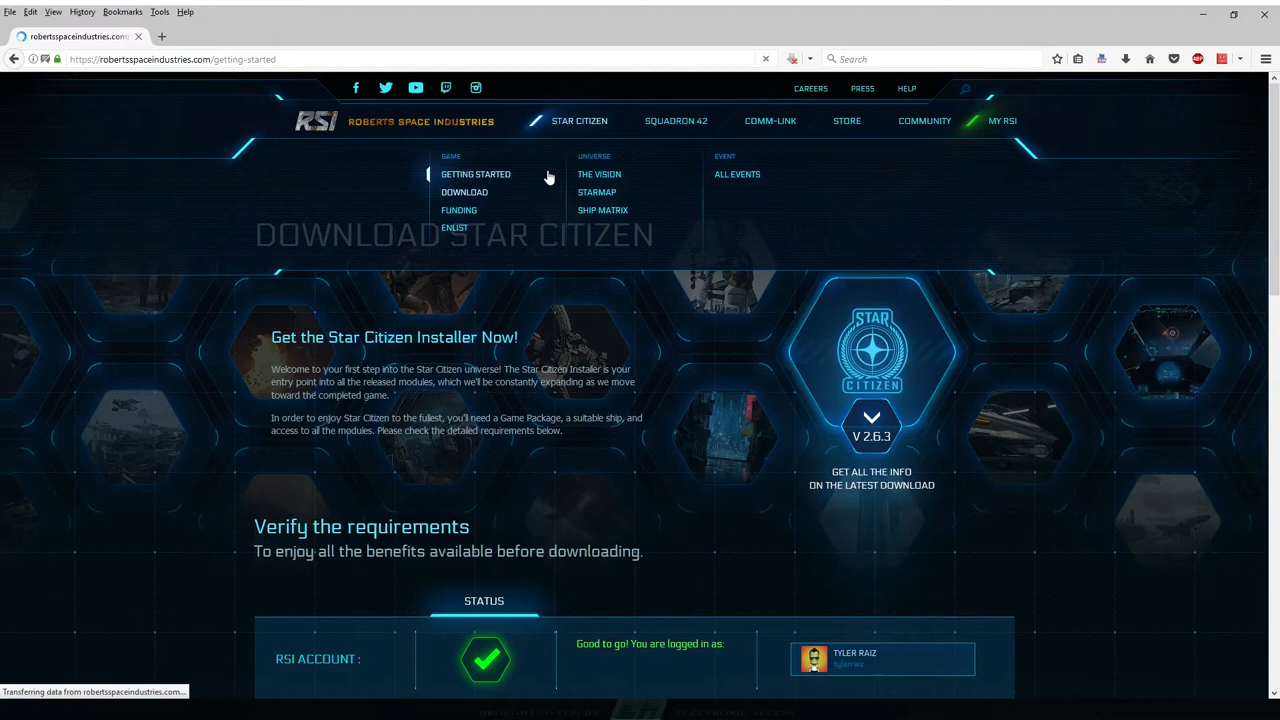 File Edit View History Bookmarks Tools Help
robertsspaceindustries.com/
https://robertsspaceindustries.com/getting-started
Search
CAREERS PRESS HELP
RSI ROBERTS SPACE INDUSTRIES STAR CITIZEN SQUADRON 42 COMM-LINK STORE COMMUNITY MY RSI
GAME UNIVERSE EVENT
GETTING STARTED THE VISION ALL EVENTS
DOWNLOAD STARMAP
FUNDING SHIP MATRIX
ENLIST
DOWNLOAD STAR CITIZEN
STAR
CITIZEN
Get the Star Citizen Installer Now!
Welcome to your first step into the Star Citizen universe! The Star Citizen Installer is your
entry point into all the released modules, which we'll be constantly expanding as we move
toward the completed game.
In order to enjoy Star Citizen to the fullest, you'll need a Game Package, a suitable ship, and
access to all the modules. Please check the detailed requirements below.
V 2.6.3
GET ALL THE INFO
ON THE LATEST DOWNLOAD
Verify the requirements
To enjoy all the benefits available before downloading.
STATUS
RSI ACCOUNT :
Good to go! You are logged in as:
TYLER RAIZ
tylerraiz
Transferring data from robertsspaceindustries.com...